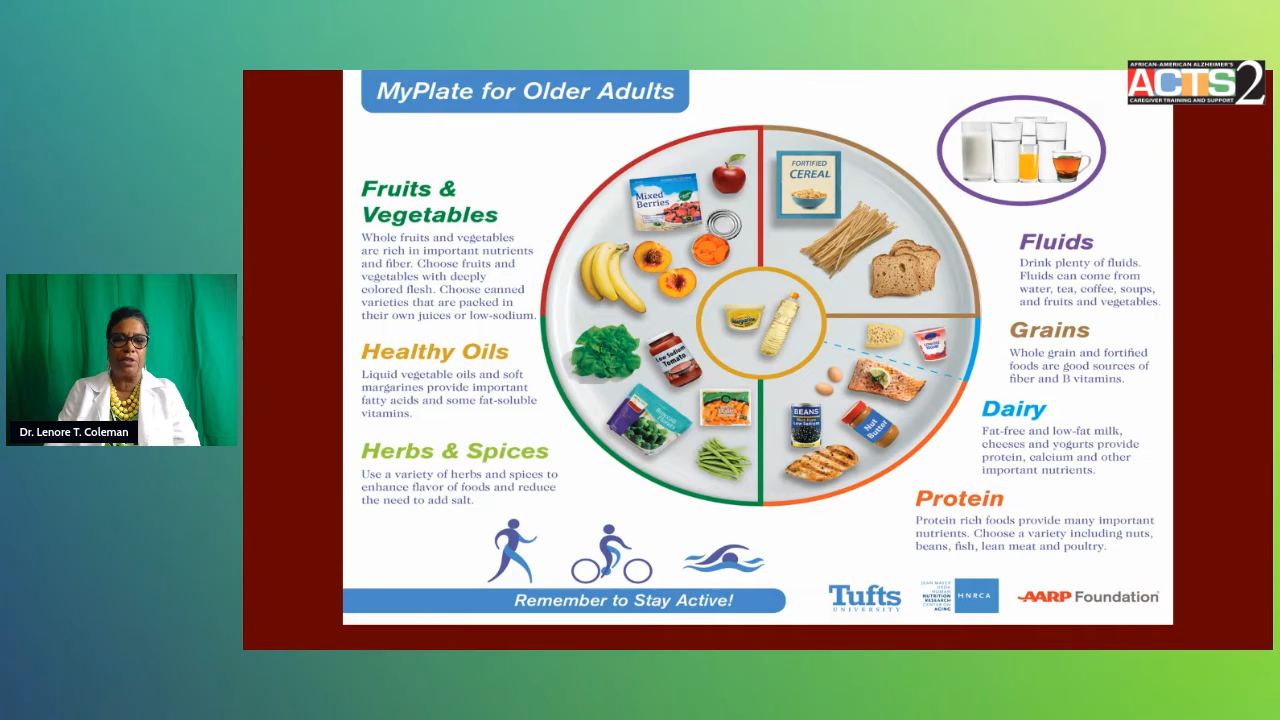 MyPlate for Older Adults
AFRICAN-AMERICAN ALZHEIMER'S
ACTS2
CAREGIVER TRAINING AND SUPPORT
Fruits &
Vegetables
Whole fruits and vegetables
are rich in important nutrients
and fiber. Choose fruits and
vegetables with deeply
colored flesh. Choose canned
varieties that are packed in
their own juices or low-sodium.
Healthy Oils
Liquid vegetable oils and soft
margarines provide important
fatty acids and some fat-soluble
vitamins.
Herbs & Spices
Use a variety of herbs and spices to
enhance flavor of foods and reduce
the need to add salt.
Mixed
Berries
FORTIFIED
CEREAL
Low Sodium
Tomato
BEANS
Low Sodium
Nut
Butter
Fluids
Drink plenty of fluids.
Fluids can come from
water, tea, coffee, soups,
and fruits and vegetables.
Grains
Whole grain and fortified
foods are good sources of
fiber and B vitamins.
Dairy
Fat-free and low-fat milk,
cheeses and yogurts provide
protein, calcium and other
important nutrients.
Protein
Protein rich foods provide many important
nutrients. Choose a variety including nuts,
beans, fish, lean meat and poultry.
Remember to Stay Active!
Tufts
UNIVERSITY
JEAN MAYER
USDA
HUMAN
NUTRITION
RESEARCH
CENTER ON
AGING
HNRCA
AARP Foundation
Dr. Lenore T. Coleman